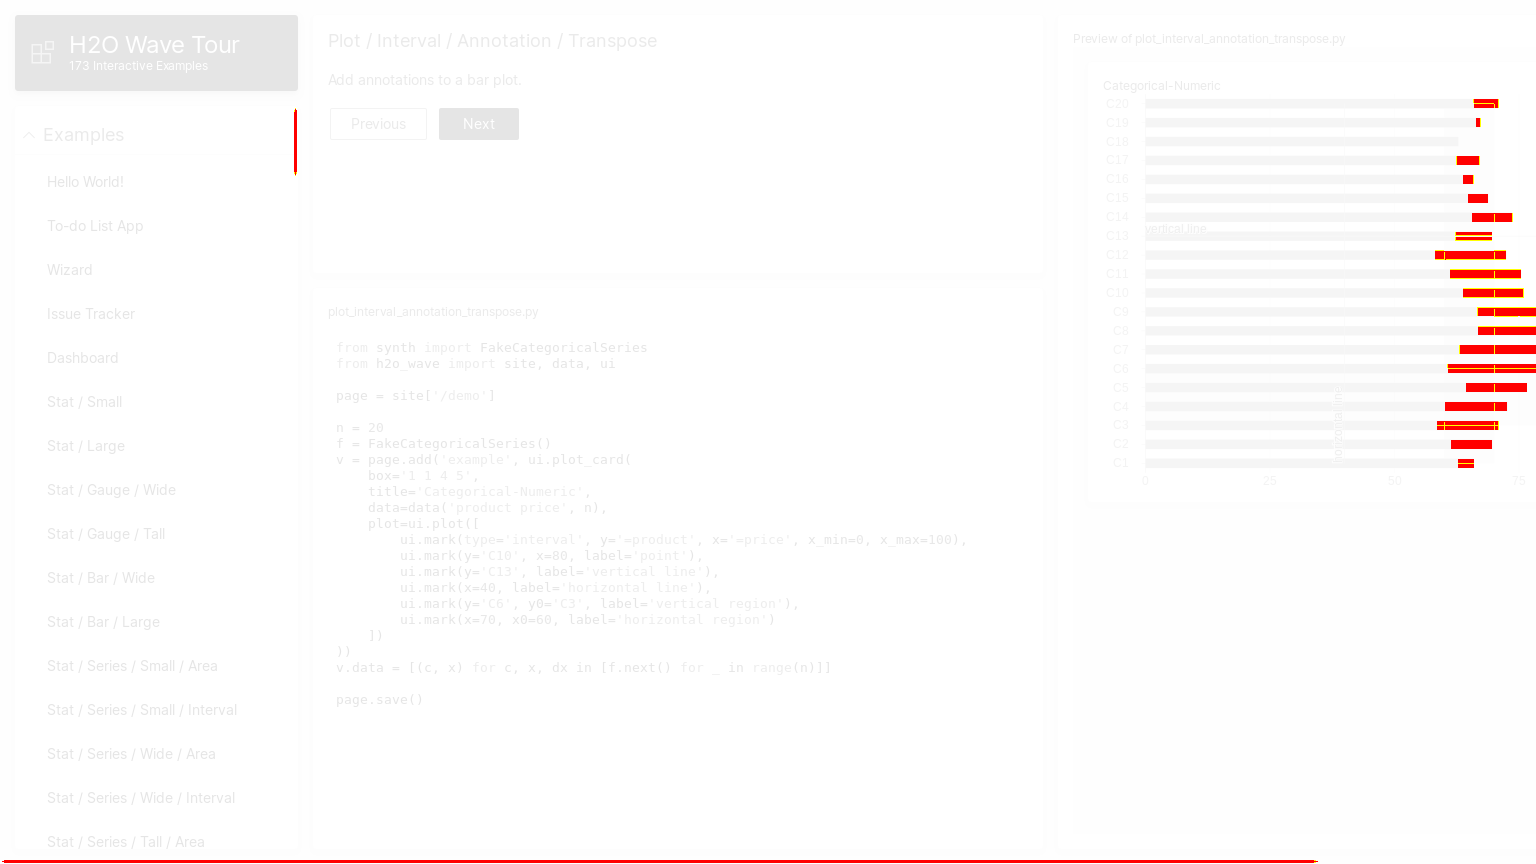 H2O Wave Tour
173 Interactive Examples
Examples
Hello World!
To-do List App
Wizard
Issue Tracker
Dashboard
Stat / Small
Stat / Large
Stat / Gauge / Wide
Stat / Gauge / Tall
Stat / Bar / Wide
Stat / Bar / Large
Stat / Series / Small / Area
Stat / Series / Small / Interval
Stat / Series / Wide / Area
Stat / Series / Wide / Interval
Stat / Series / Tall / Area
Plot / Interval / Annotation / Transpose
Add annotations to a bar plot.
Previous
Next
plot_interval_annotation_transpose.py
from synth import FakeCategoricalSeries
from h2o_wave import site, data, ui
page = site['/demo']
n = 20
f = FakeCategoricalSeries()
v = page.add('example', ui.plot_card(
box='1 1 4 5',
title='Categorical-Numeric',
data=data('product price', n),
plot=ui.plot([
ui.mark(type='interval', y='=product', x='=price', x_min=0, x_max=100),
ui.mark(y='C10', x=80, label='point'),
ui.mark(y='C13', label='vertical line'),
ui.mark(x=40, label='horizontal line'),
ui.mark(y='C6', y0='C3', label='vertical region'),
ui.mark(x=70, x0=60, label='horizontal region')
])
))
v.data = [(c, x) for c, x, dx in [f.next() for _ in range(n)]]
page.save()
Preview of plot_interval_annotation_transpose.py
Categorical-Numeric
C20
C19
C18
C17
C16
C15
C14
vertical line
C13
C12
C11
C10
C9
C8
C7
C6
C5
C4
horizontal line
C3
C2
C1
0 25 50 75